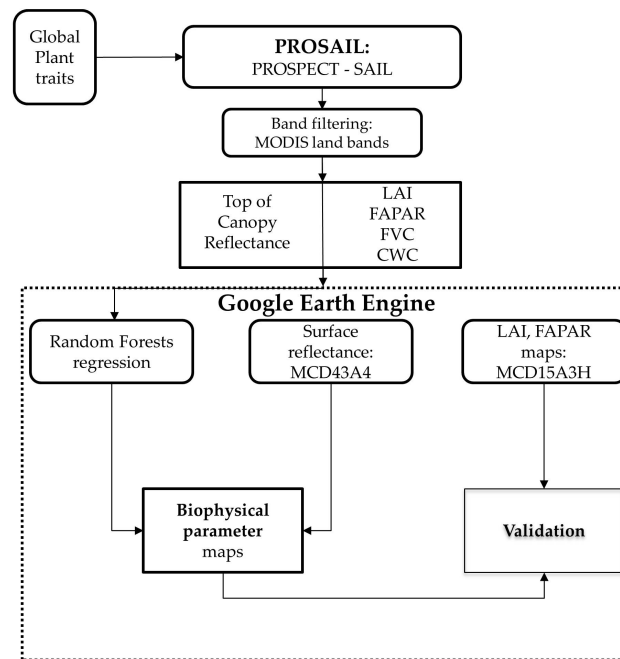 Global
Plant
traits
PROSAIL:
PROSPECT - SAIL
Band filtering:
MODIS land bands
Top of
Canopy
Reflectance
LAI
FAPAR
FVC
CWC
Google Earth Engine
Random Forests
regression
Surface
reflectance:
MCD43A4
LAI, FAPAR
maps:
MCD15A3H
Biophysical
parameter
maps
Validation